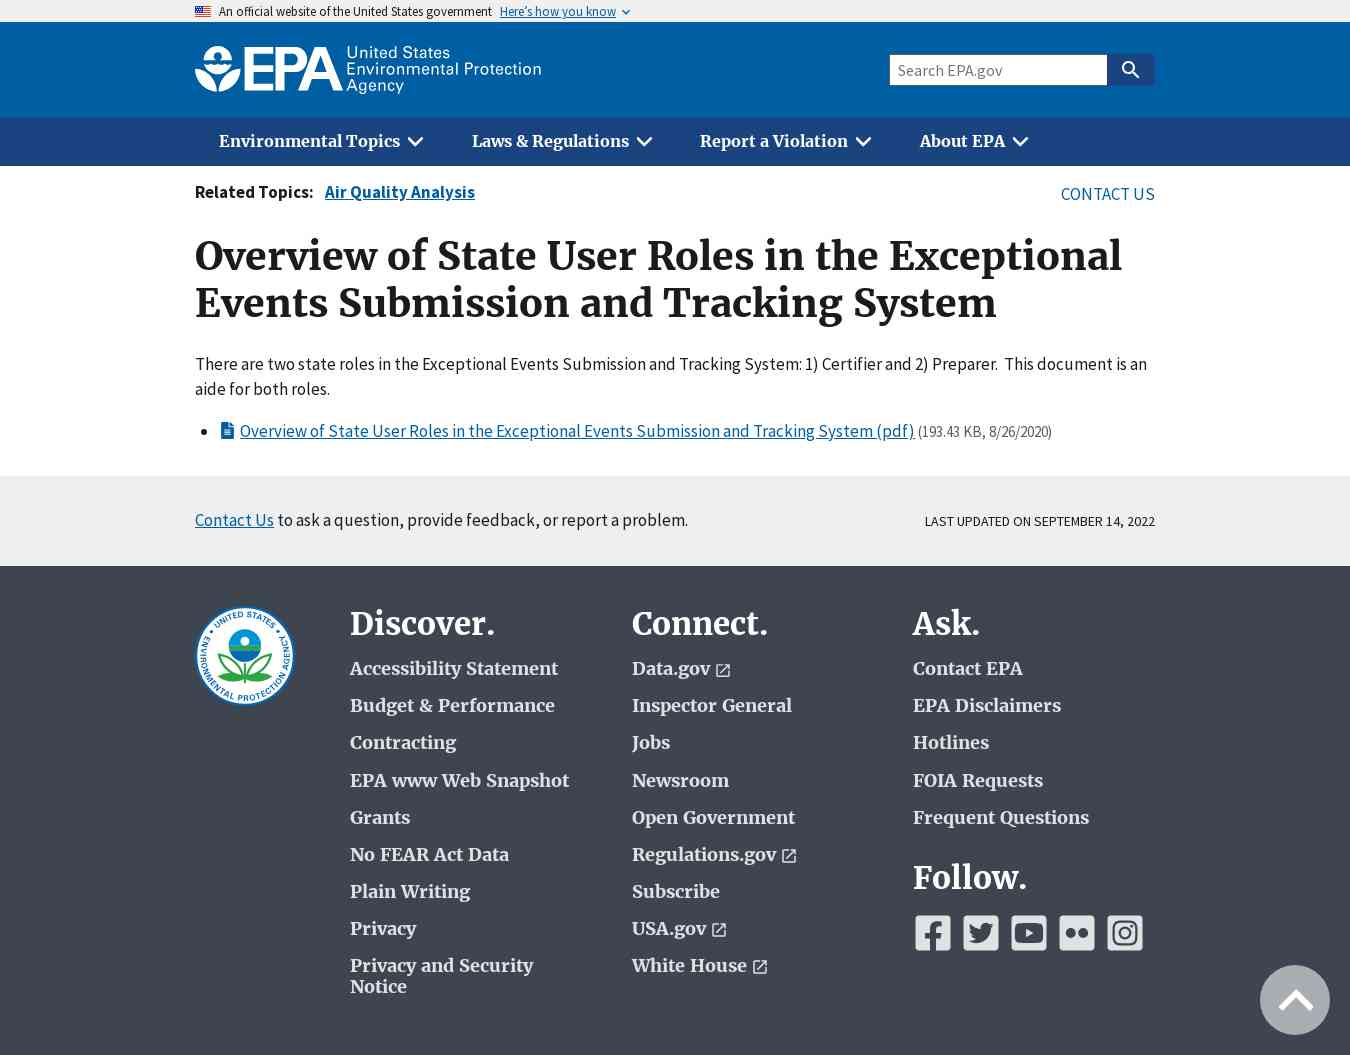 An official website of the United States government Here’s how you know
EPA United States
Environmental Protection
Agency
Search EPA.gov
Environmental Topics Laws & Regulations Report a Violation About EPA
Related Topics: Air Quality Analysis
CONTACT US
Overview of State User Roles in the Exceptional
Events Submission and Tracking System
There are two state roles in the Exceptional Events Submission and Tracking System: 1) Certifier and 2) Preparer. This document is an
aide for both roles.
Overview of State User Roles in the Exceptional Events Submission and Tracking System (pdf) (193.43 KB, 8/26/2020)
Contact Us to ask a question, provide feedback, or report a problem.
LAST UPDATED ON SEPTEMBER 14, 2022
UNITED STATES
ENVIRONMENTAL PROTECTION AGENCY
Discover.
Accessibility Statement
Budget & Performance
Contracting
EPA www Web Snapshot
Grants
No FEAR Act Data
Plain Writing
Privacy
Privacy and Security
Notice
Connect.
Data.gov
Inspector General
Jobs
Newsroom
Open Government
Regulations.gov
Subscribe
USA.gov
White House
Ask.
Contact EPA
EPA Disclaimers
Hotlines
FOIA Requests
Frequent Questions
Follow.